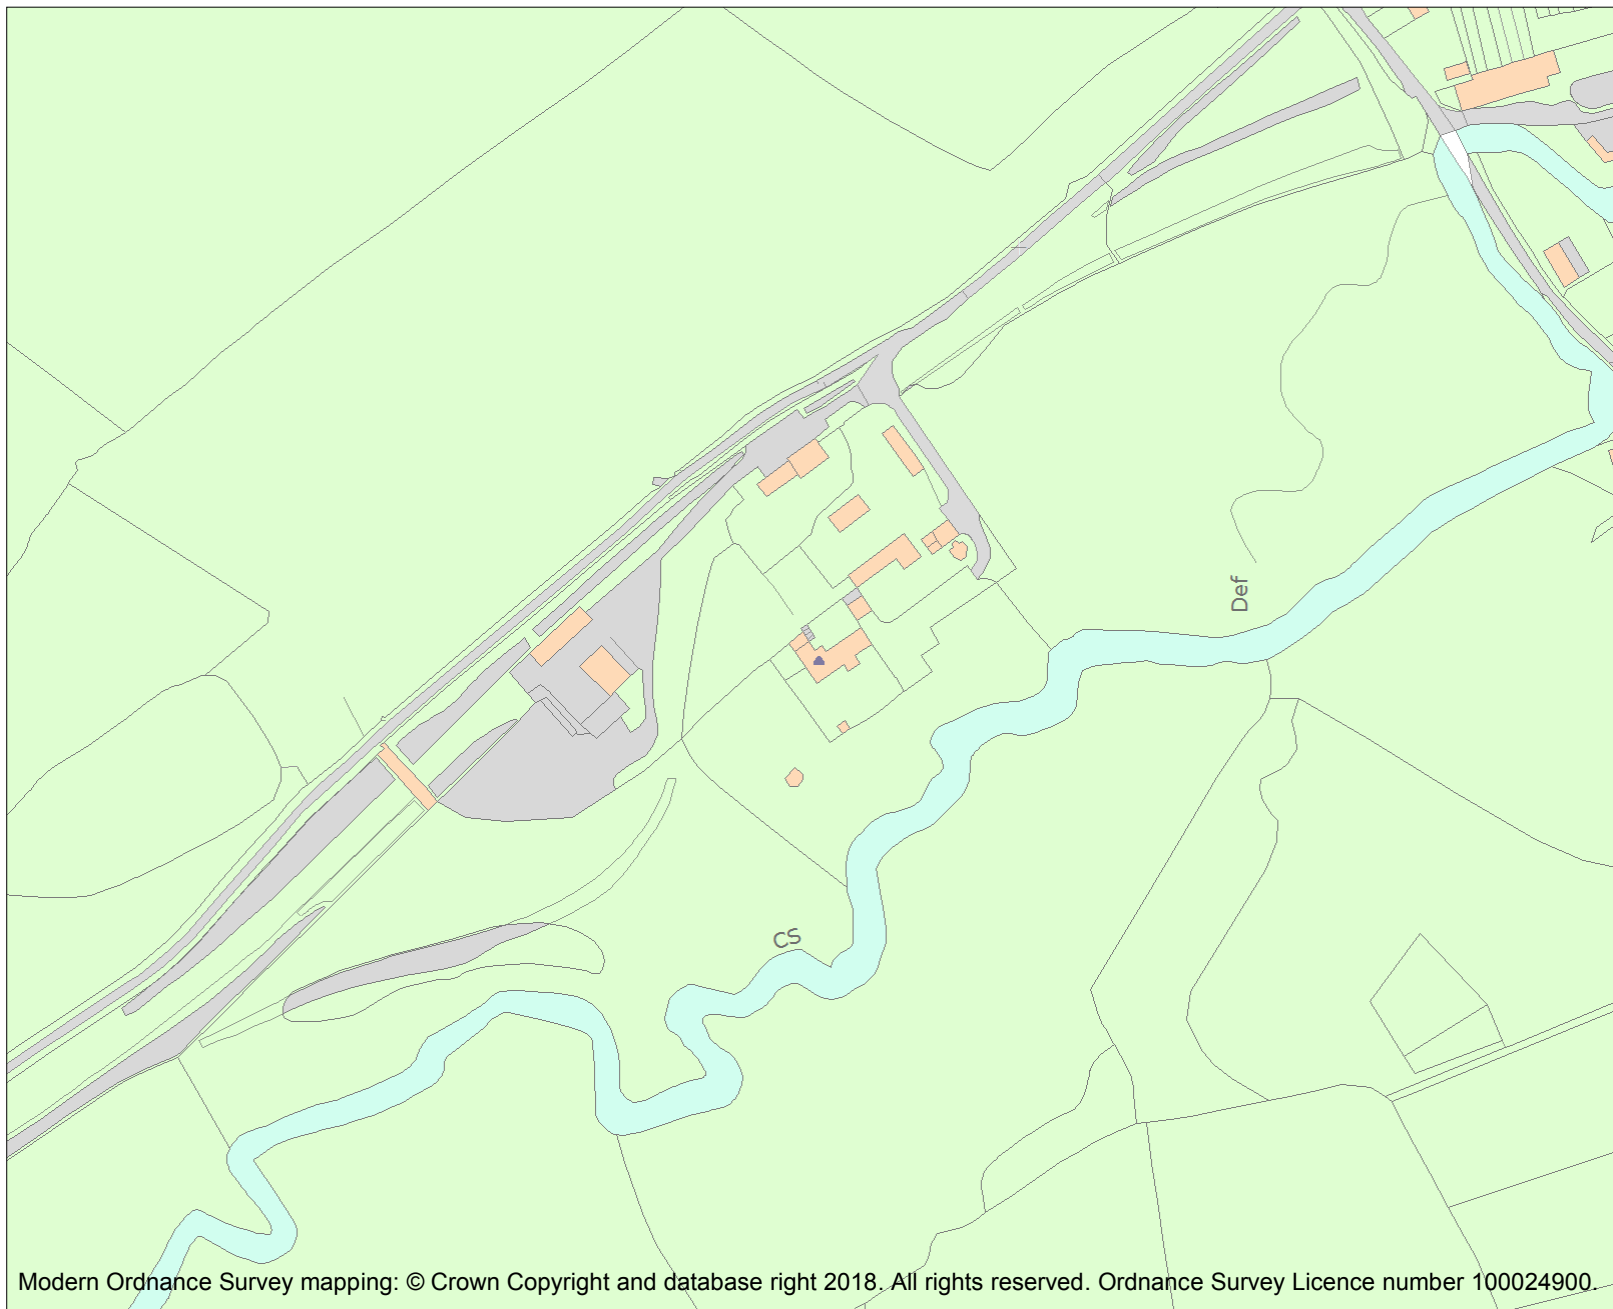 Def
CS
Modern Ordnance Survey mapping: © Crown Copyright and database right 2018. All rights reserved. Ordnance Survey Licence number 100024900.